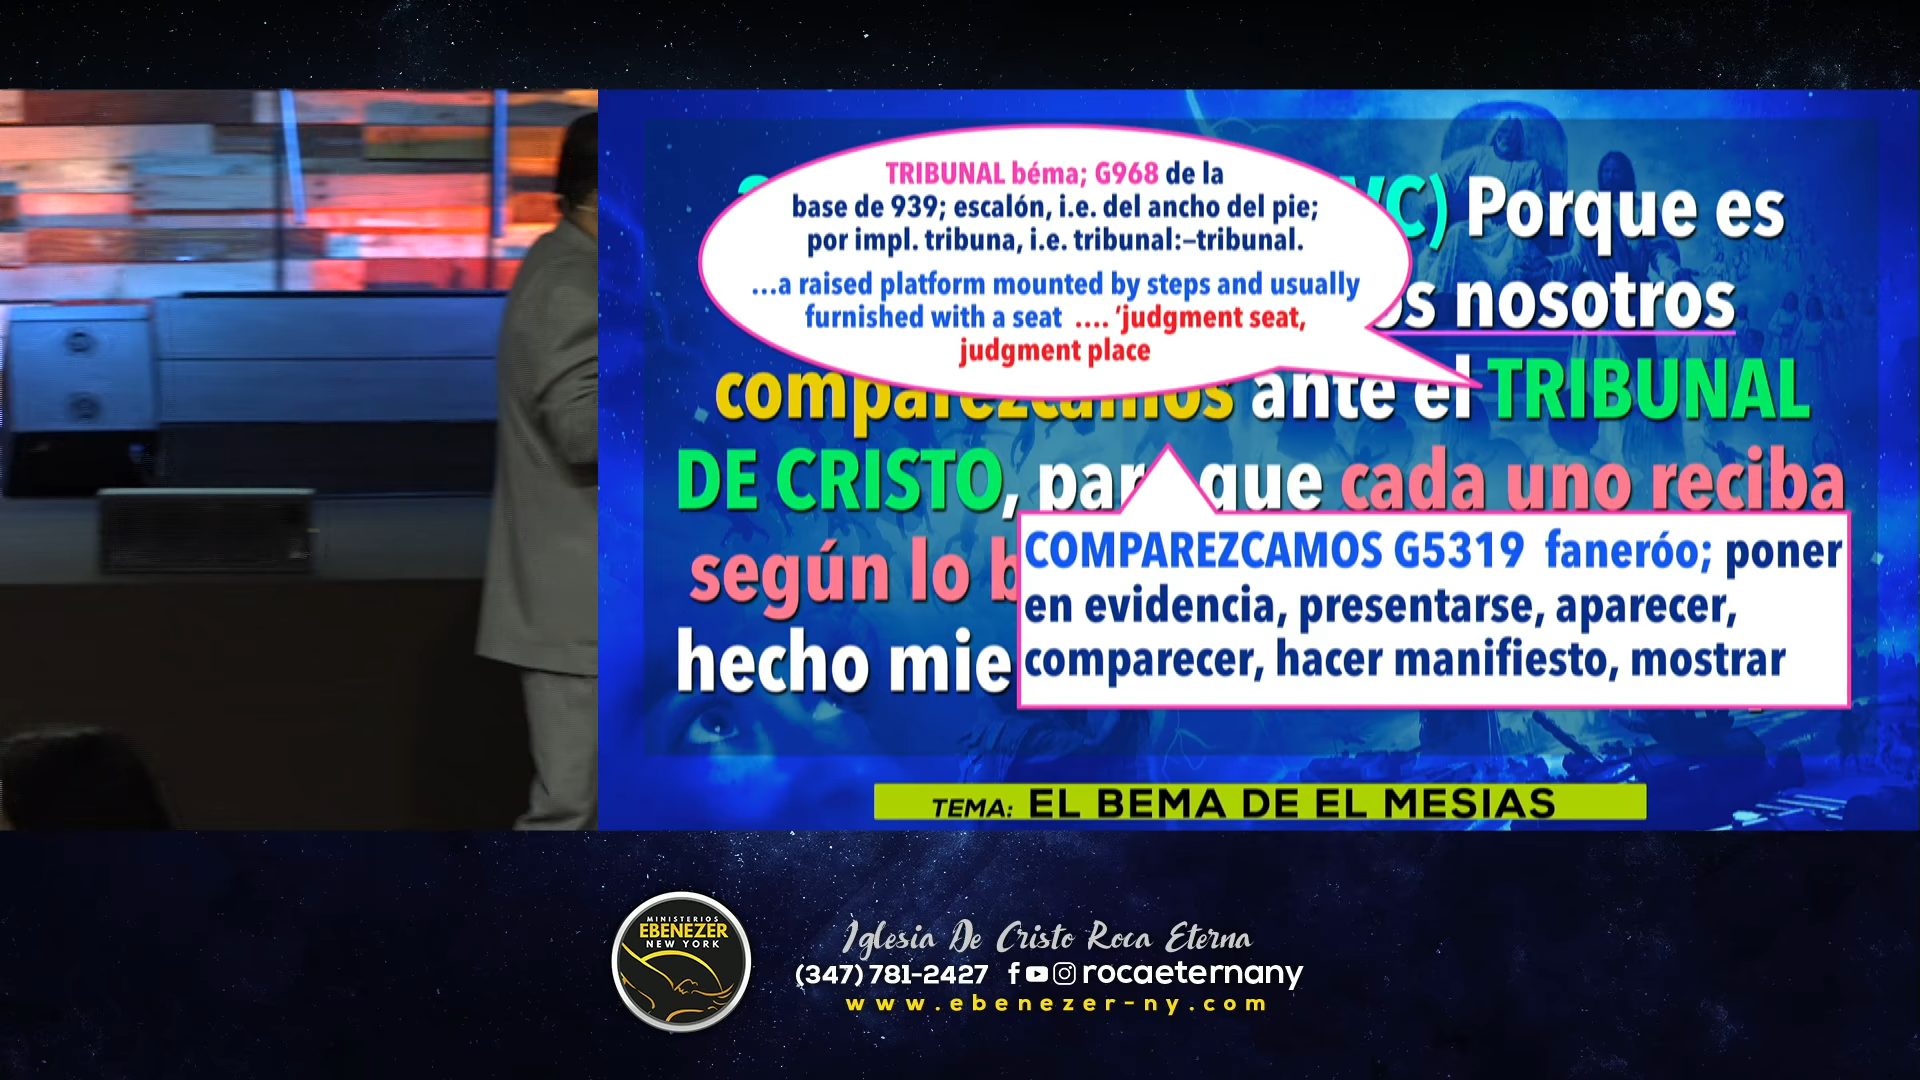 TRIBUNAL béma; G968 de la
base de 939; escalón, i.e. del ancho del pie;
por impl. tribuna, i.e. tribunal:–tribunal.
...a raised platform mounted by steps and usually
furnished with a seat .... ‘judgment seat,
judgment place
VC) Porque es
nosotros
comparezcamos ante el TRIBUNAL
DE CRISTO, que cada uno reciba
según lo
hecho
COMPAREZCAMOS G5319 faneróo; poner
en evidencia, presentarse, aparecer,
comparecer, hacer manifiesto, mostrar
TEMA: EL BEMA DE EL MESIAS
MINISTERIOS
EBENEZER
NEW YORK
Iglesia De Cristo Roca Eterna
(347) 781-2427 rocaeternany
www.ebenezer-ny.com